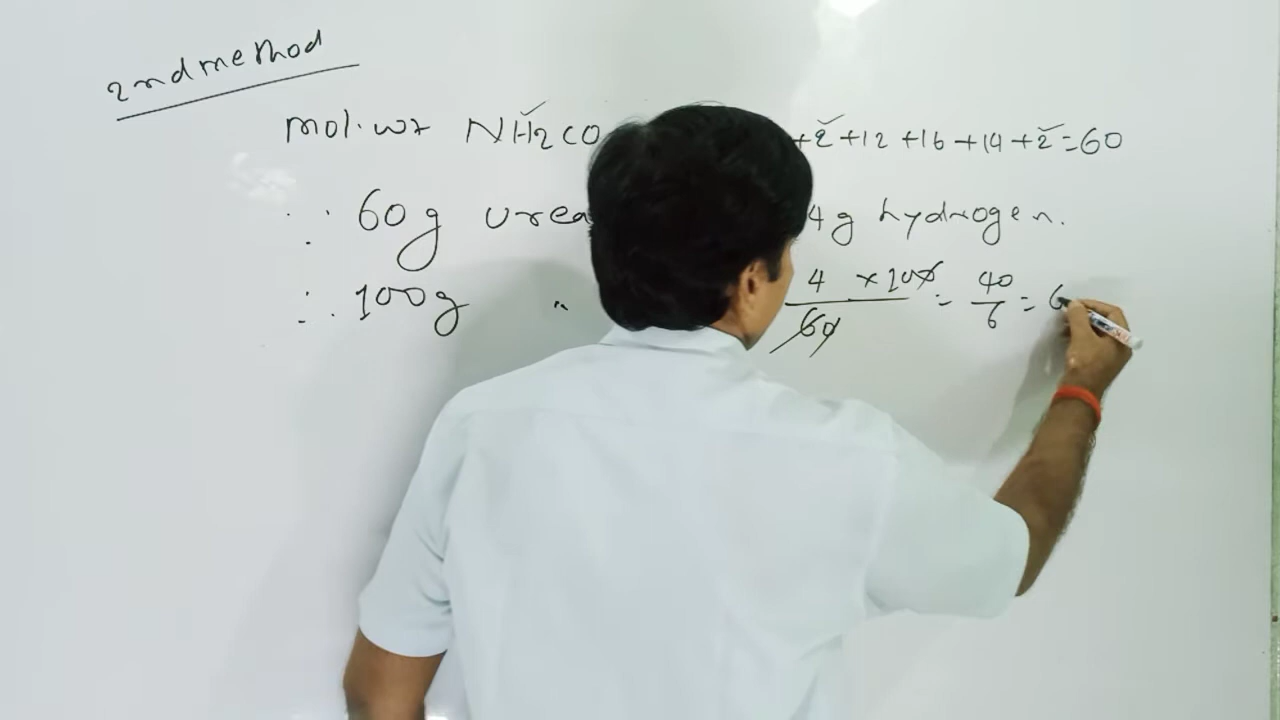 2nd method
mol. wt NH2CO +2+12+16+14+2=60
∵ 60g urea 4g hydrogen.
∴ 100g " 4 × 100 / 60 = 40 / 6 = 6